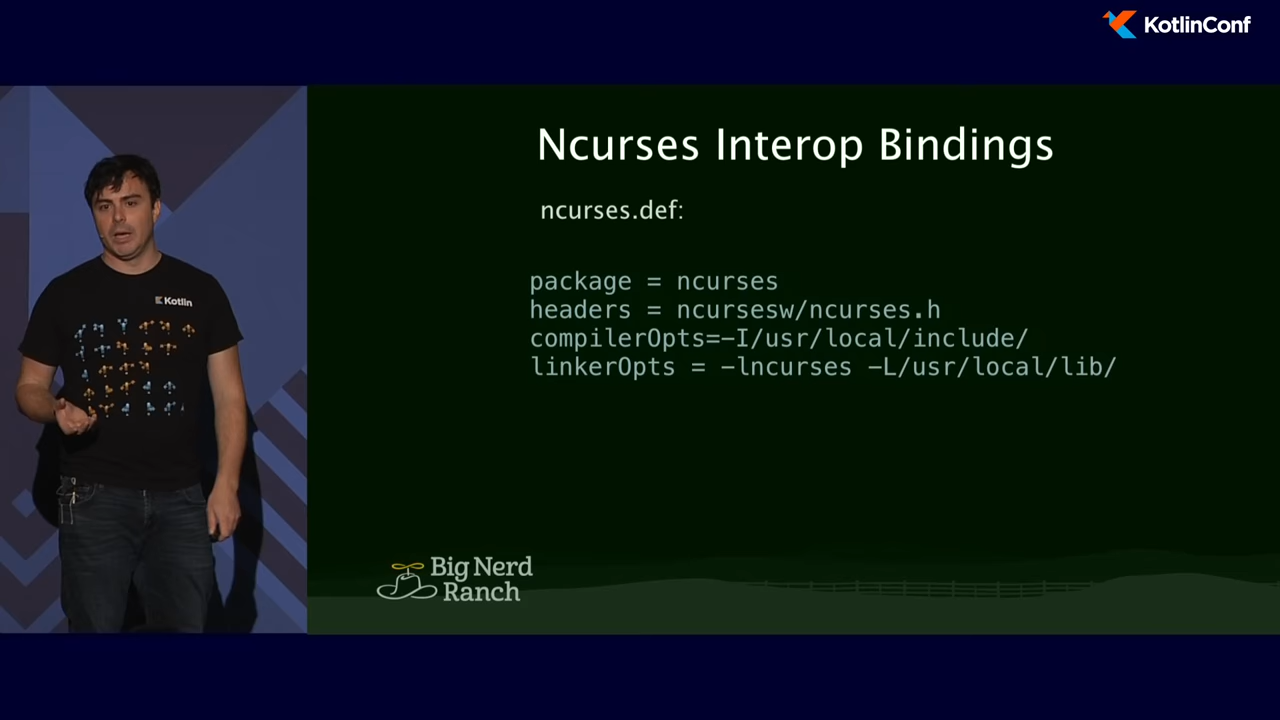 KotlinConf
Kotlin
Ncurses Interop Bindings
ncurses.def:
package = ncurses
headers = ncursesw/ncurses.h
compilerOpts=-I/usr/local/include/
linkerOpts = -lncurses -L/usr/local/lib/
Big Nerd
Ranch